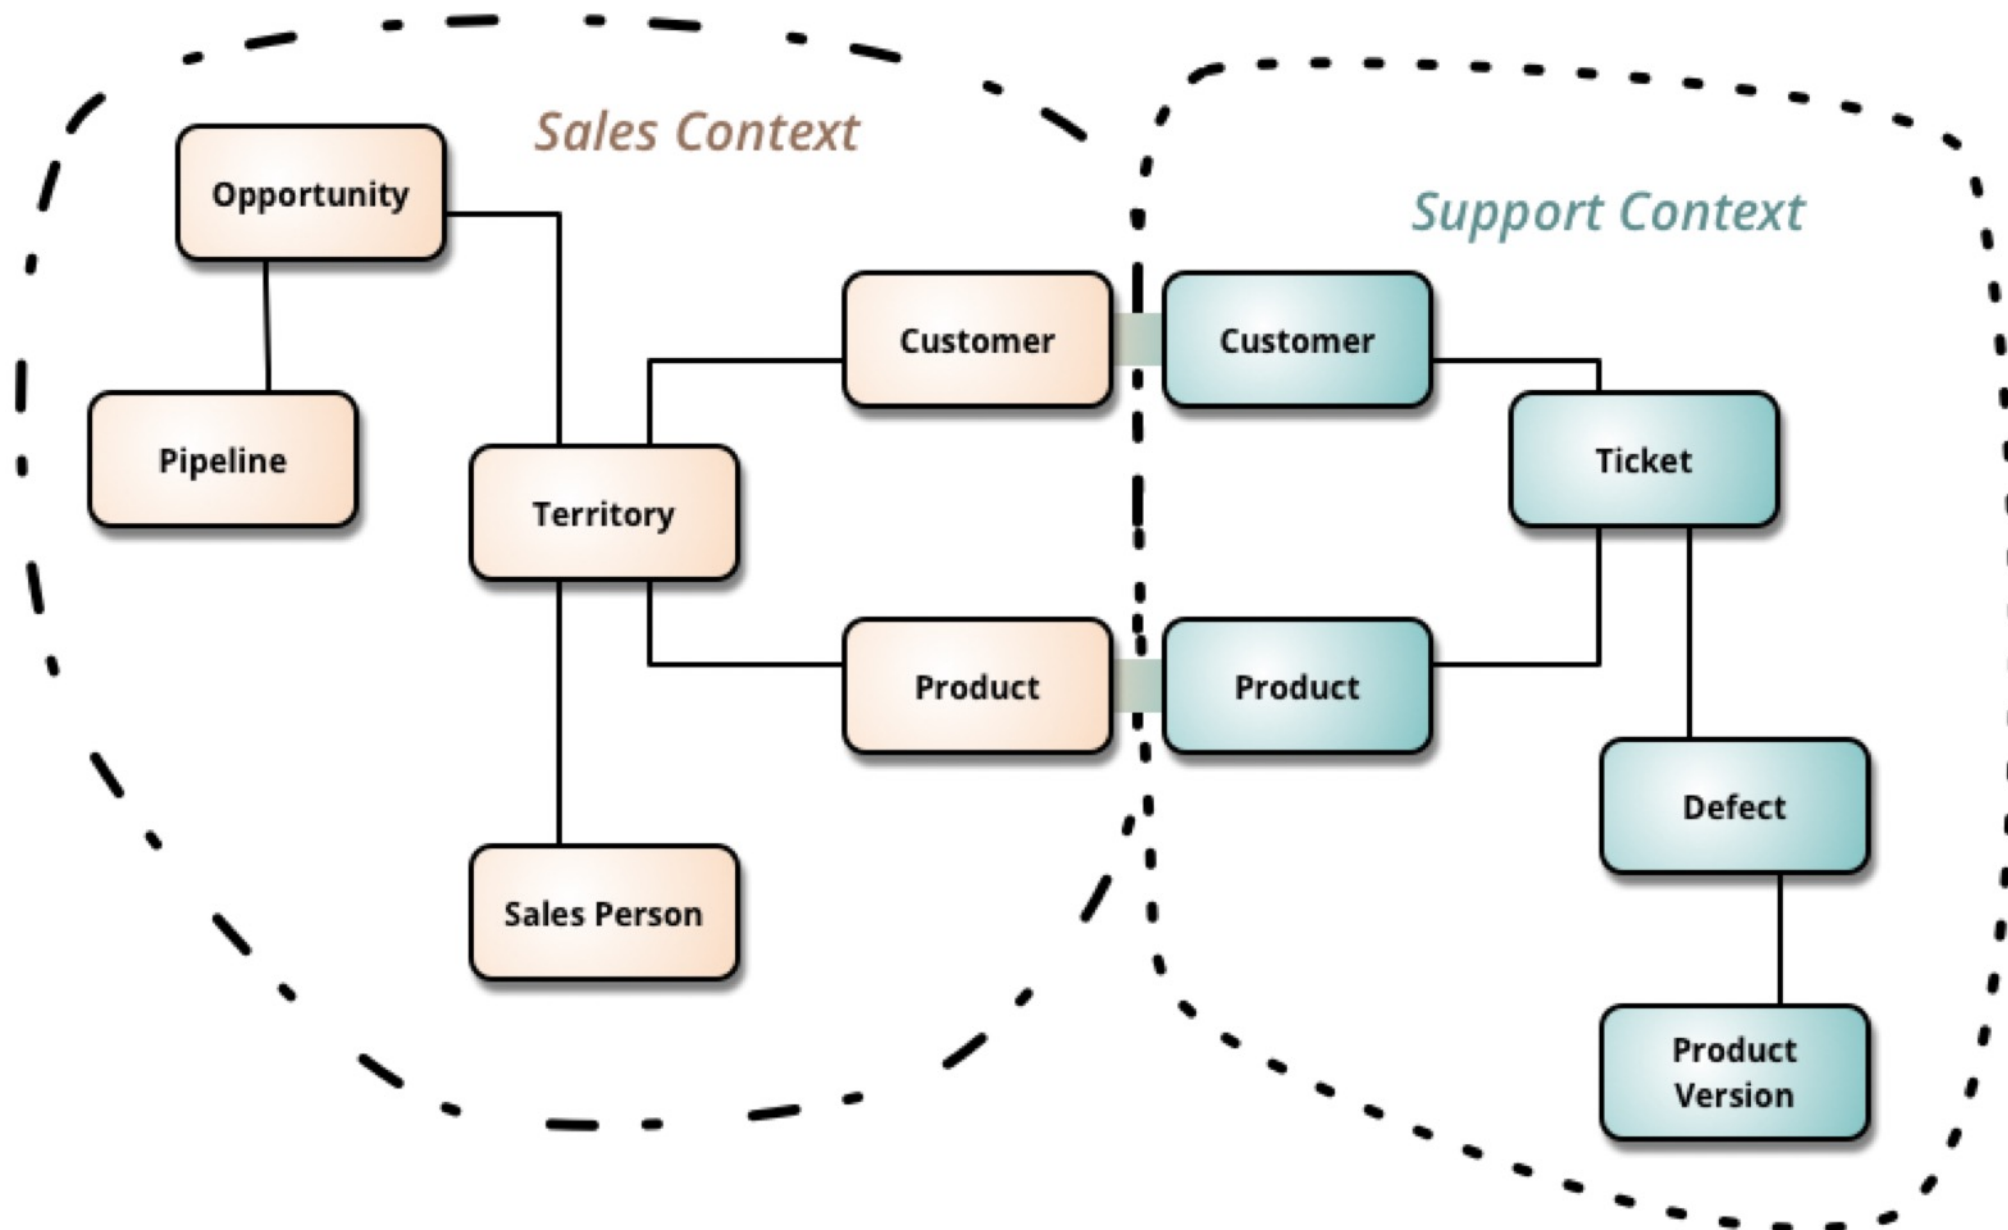 Sales Context
Opportunity
Support Context
Customer
Customer
Pipeline
Ticket
Territory
Product
Product
Defect
Sales Person
Product
Version